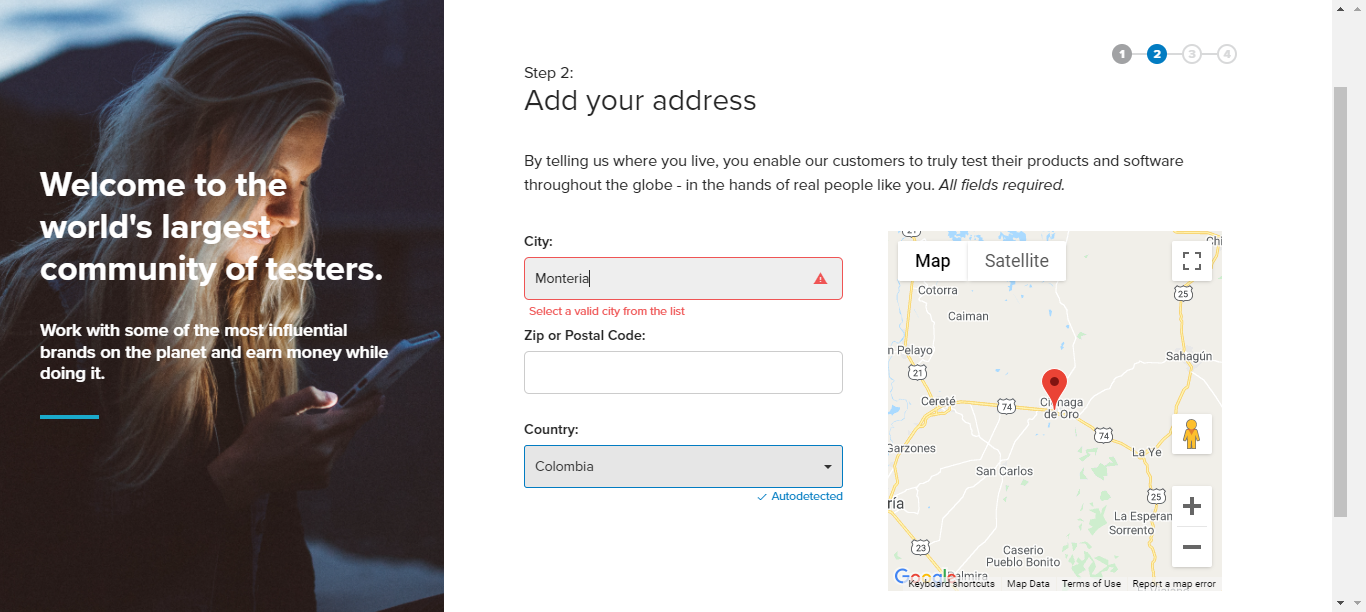 Welcome to the
world's largest
community of testers.
Work with some of the most influential
brands on the planet and earn money while
doing it.
1 2 3 4
Step 2:
Add your address
By telling us where you live, you enable our customers to truly test their products and software
throughout the globe - in the hands of real people like you. All fields required.
City:
Monteria
Select a valid city from the list
Zip or Postal Code:
Country:
Colombia
Autodetected
21
Chi
Map Satellite
Cotorra
25
Caiman
n Pelayo
Sahagún
21
Cereté
74
Ciénaga
de Oro
74
Garzones
La Ye
San Carlos
25
ría
La Esperan
Sorrento
23
Caserio
Pueblo Bonito
Google
Palmira
Keyboard shortcuts Map Data Terms of Use Report a map error